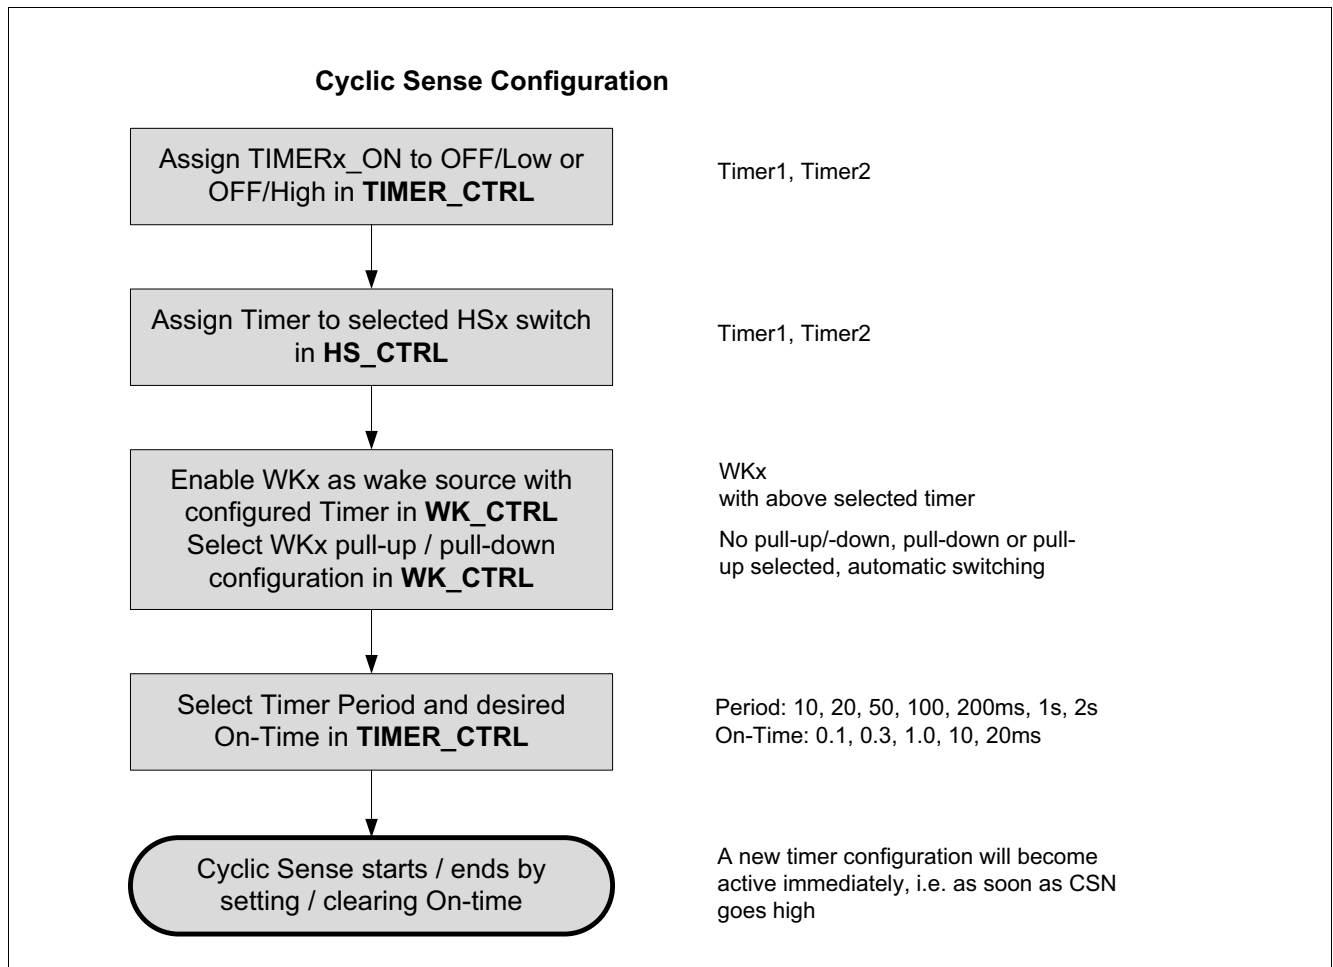 Cyclic Sense Configuration
Assign TIMERx_ON to OFF/Low or
OFF/High in TIMER_CTRL
Timer1, Timer2
Assign Timer to selected HSx switch
in HS_CTRL
Timer1, Timer2
Enable WKx as wake source with
configured Timer in WK_CTRL
Select WKx pull-up / pull-down
configuration in WK_CTRL
WKx
with above selected timer
No pull-up/-down, pull-down or pull-
up selected, automatic switching
Select Timer Period and desired
On-Time in TIMER_CTRL
Period: 10, 20, 50, 100, 200ms, 1s, 2s
On-Time: 0.1, 0.3, 1.0, 10, 20ms
Cyclic Sense starts / ends by
setting / clearing On-time
A new timer configuration will become
active immediately, i.e. as soon as CSN
goes high